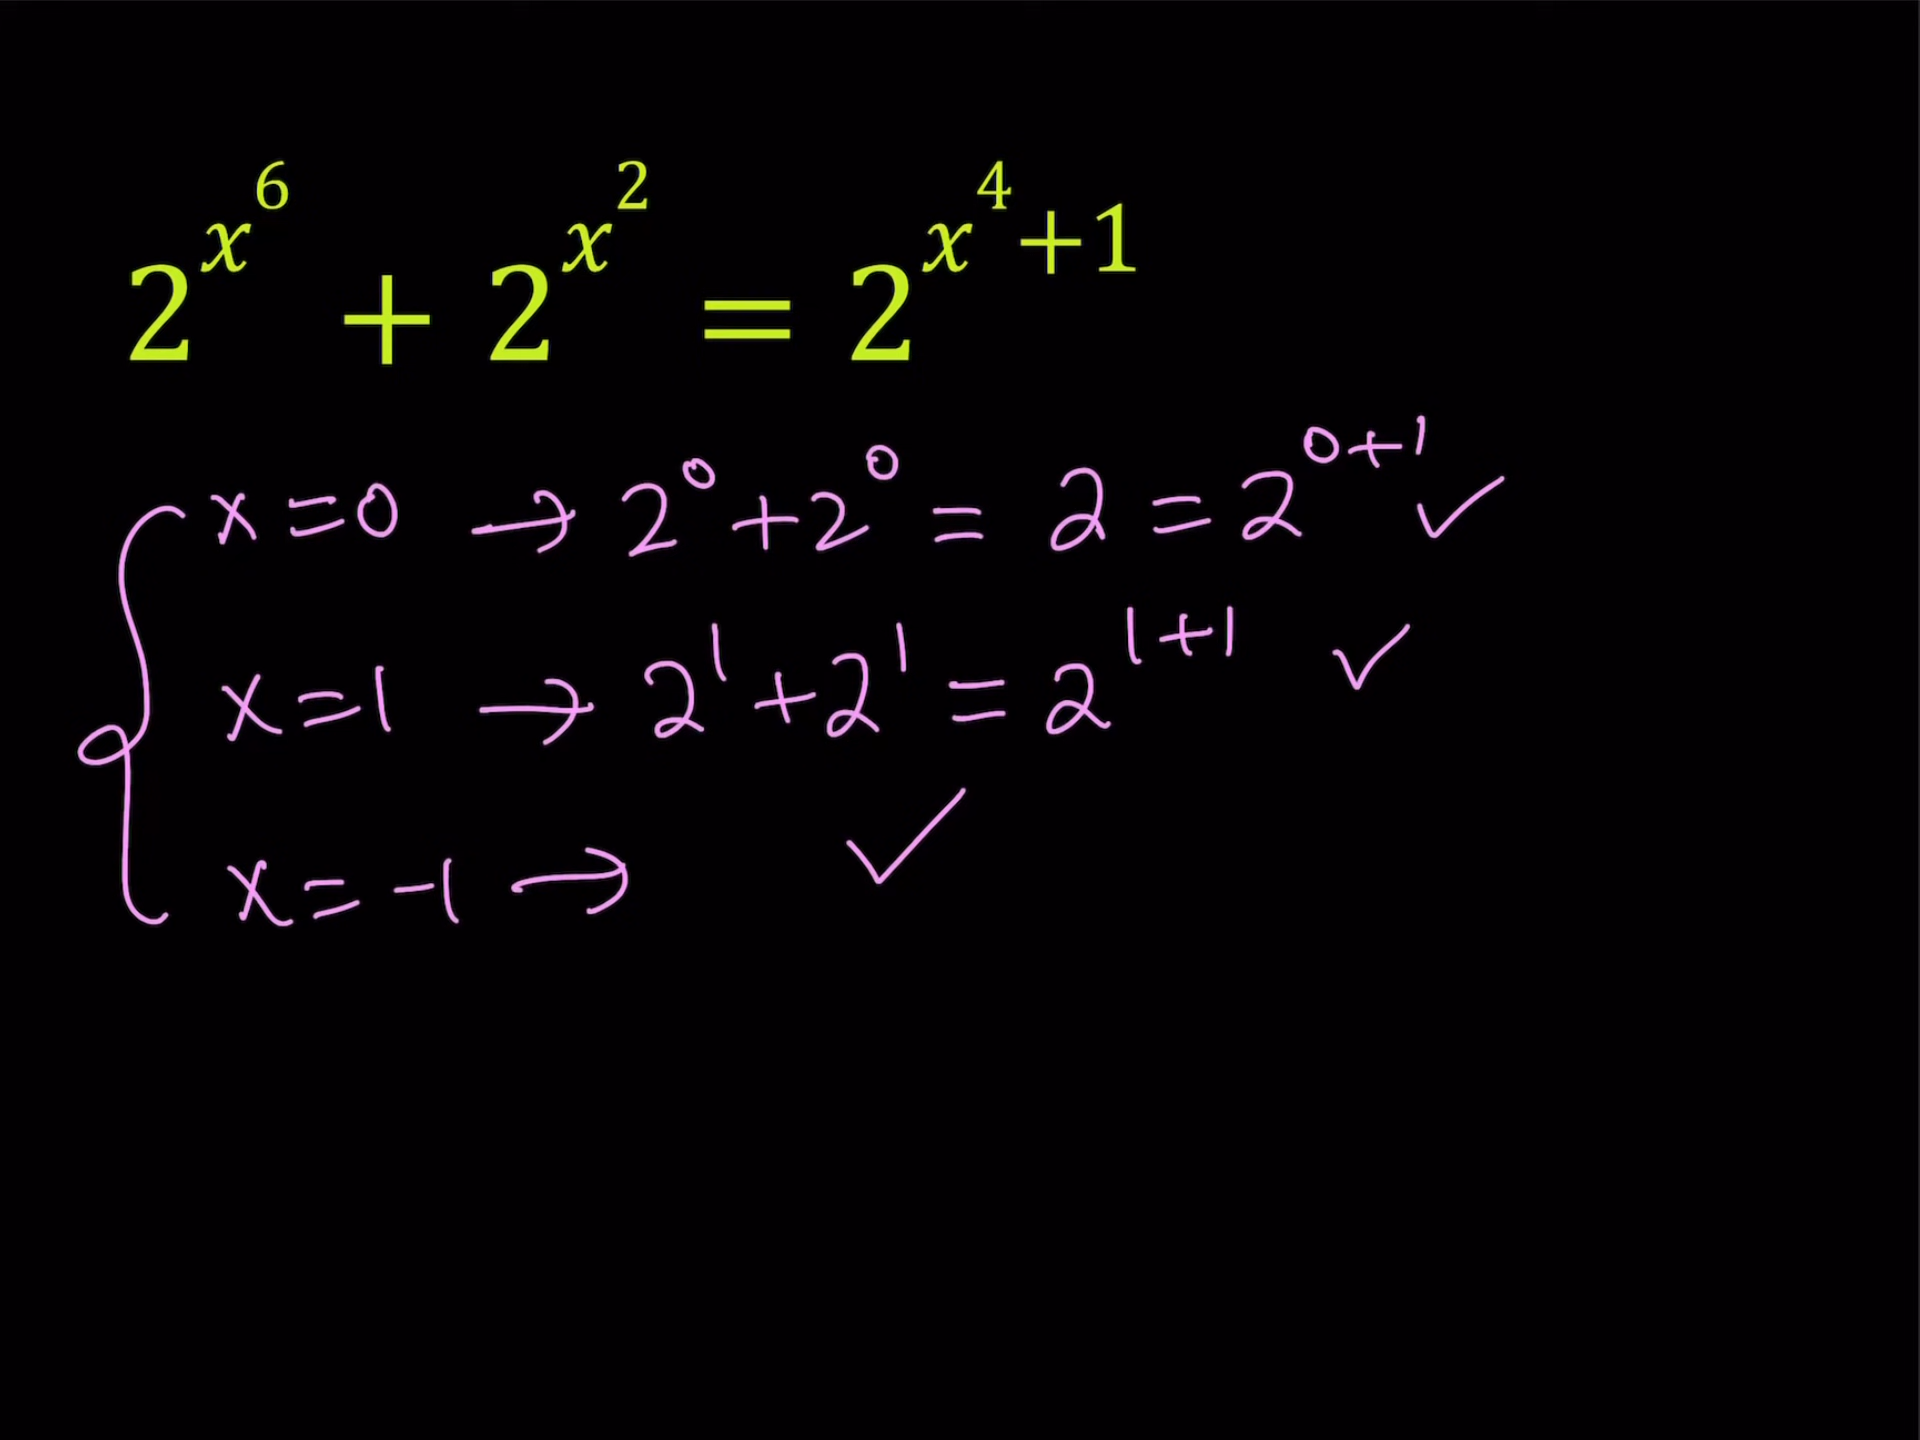 2^{x^6} + 2^{x^2} = 2^{x^4+1}
x = 0 → 2^0 + 2^0 = 2 = 2^{0+1} ✓
x = 1 → 2^1 + 2^1 = 2^{1+1} ✓
x = -1 → ✓